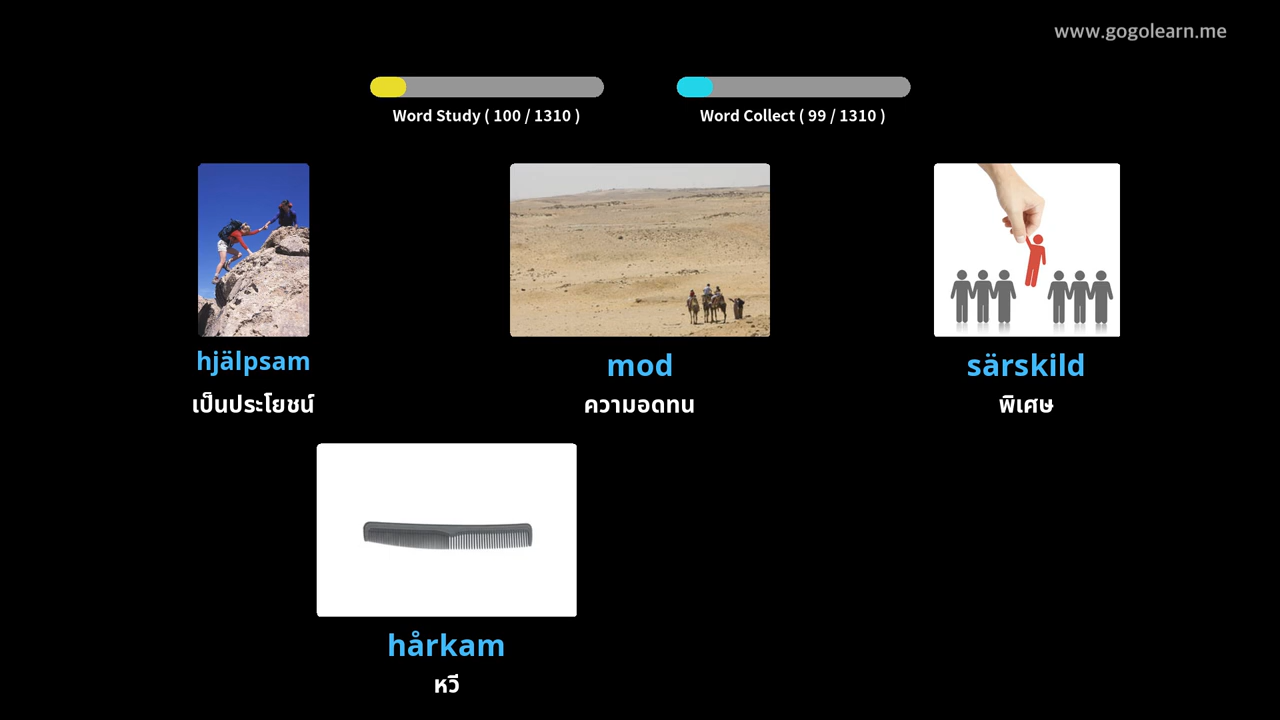 www.gogolearn.me
Word Study ( 100 / 1310 )
Word Collect ( 99 / 1310 )
hjälpsam
เป็นประโยชน์
mod
ความอดทน
särskild
พิเศษ
hårkam
หวี